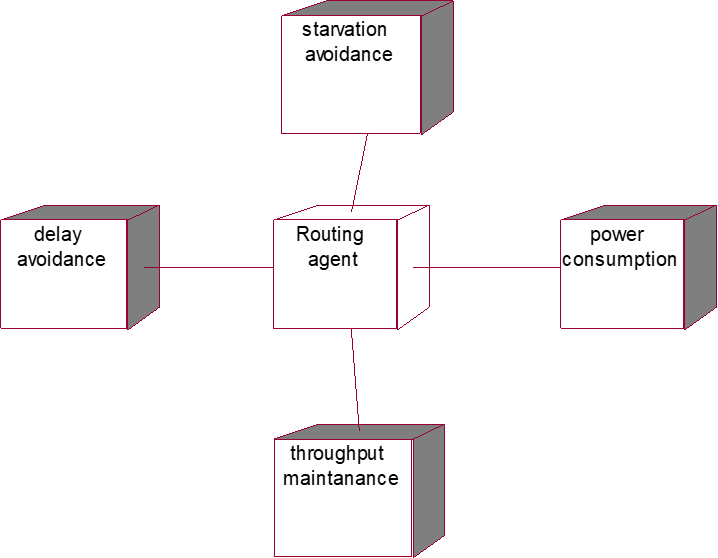 starvation
avoidance
delay
avoidance
Routing
agent
power
consumption
throughput
maintanance